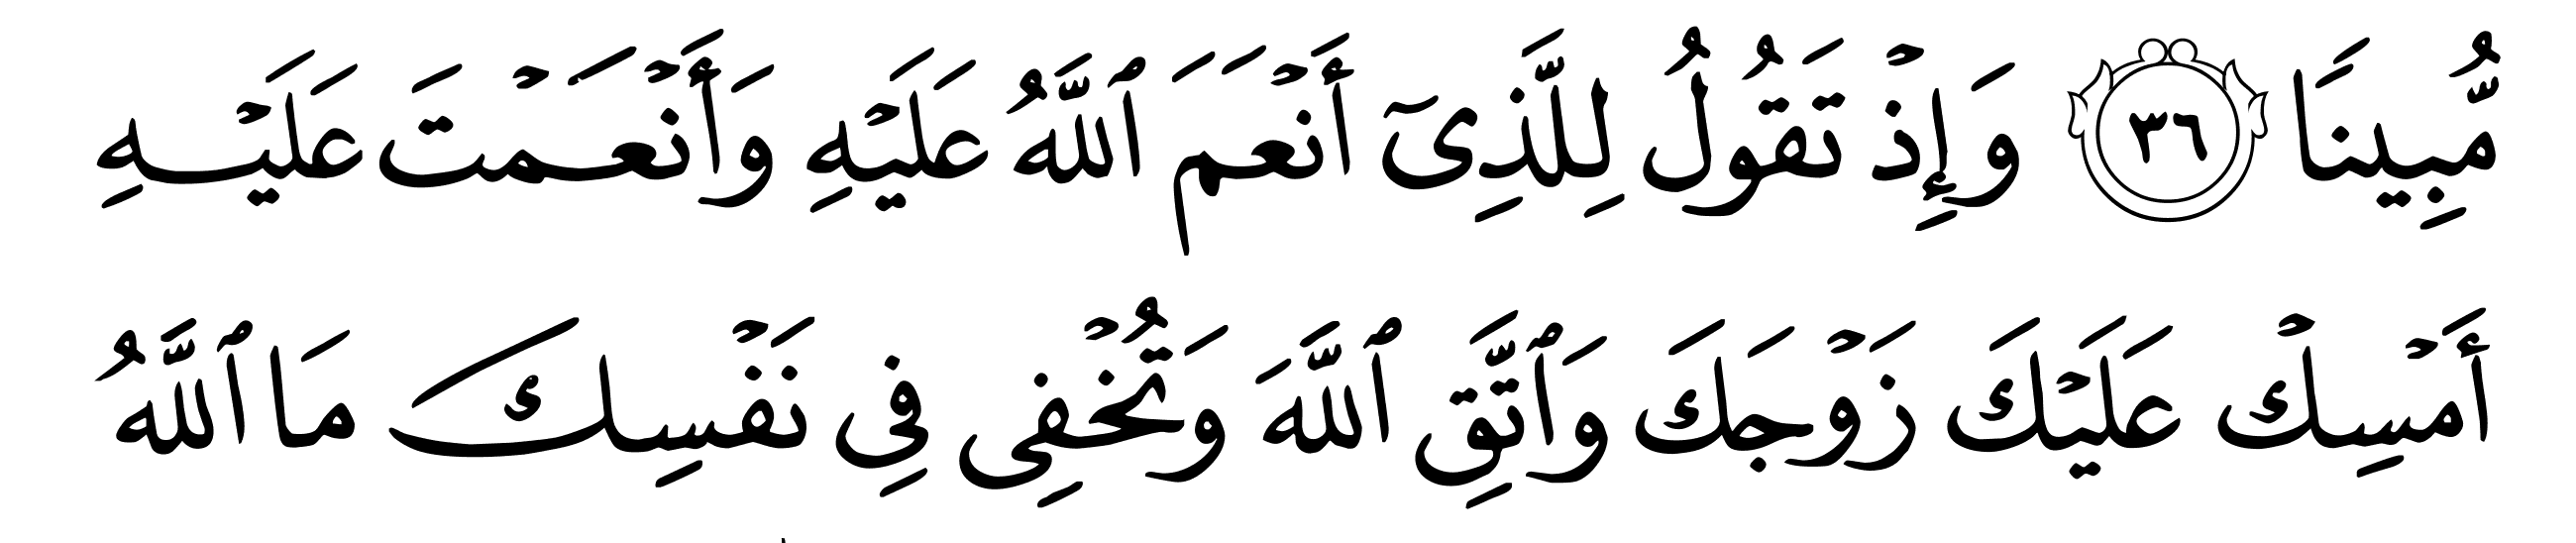 مُّبِينًا ٣٦ وَإِذْ تَقُولُ لِلَّذِىٓ أَنْعَمَ ٱللَّهُ عَلَيْهِ وَأَنْعَمْتَ عَلَيْهِ
أَمْسِكْ عَلَيْكَ زَوْجَكَ وَٱتَّقِ ٱللَّهَ وَتُخْفِى فِى نَفْسِكَ مَا ٱللَّهُ